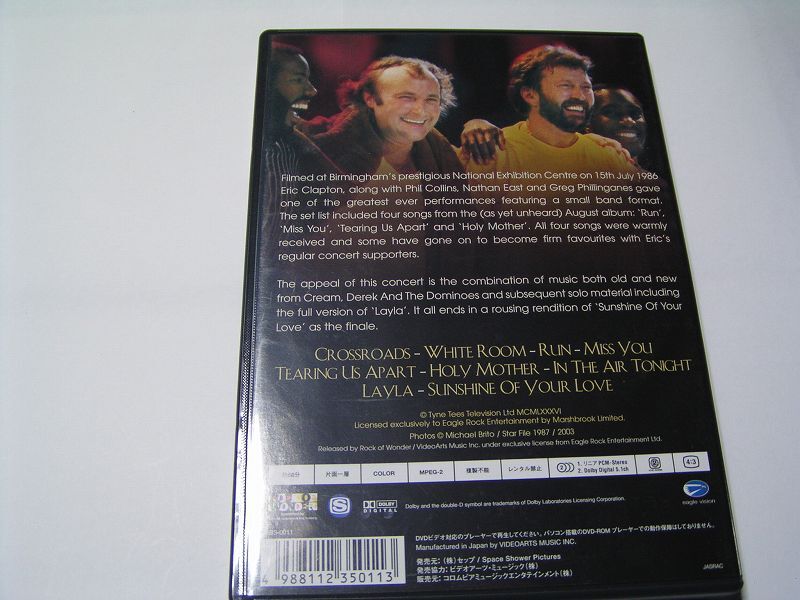 Filmed at Birmingham's prestigious National Exhibition Centre on 15th July 1986
Eric Clapton, along with Phil Collins, Nathan East and Greg Phillinganes gave
one of the greatest ever performances featuring a small band format.
The set list included four songs from the (as yet unheard) August album: 'Run',
'Miss You', 'Tearing Us Apart' and 'Holy Mother'. All four songs were warmly
received and some have gone on to become firm favourites with Eric's
regular concert supporters.
The appeal of this concert is the combination of music both old and new
from Cream, Derek And The Dominoes and subsequent solo material including
the full version of 'Layla'. It all ends in a rousing rendition of 'Sunshine Of Your
Love' as the finale.
CROSSROADS - WHITE ROOM - RUN - MISS YOU
TEARING US APART - HOLY MOTHER - IN THE AIR TONIGHT
LAYLA - SUNSHINE OF YOUR LOVE
© Tyne Tees Television Ltd MCMLXXXVI
Licensed exclusively to Eagle Rock Entertainment by Marshbrook Limited.
Photos © Michael Brito / Star File 1987 / 2003
Released by Rock of Wonder / VideoArts Music Inc. under exclusive license from Eagle Rock Entertainment Ltd.
片面一層 COLOR MPEG-2 複製不能 レンタル禁止 2 1. リニア PCM-Stereo 2 4:3
2. Dolby Digital 5.1ch
S DOLBY DIGITAL Dolby and the double-D symbol are trademarks of Dolby Laboratories Licensing Corporation. eagle vision
DVDビデオ対応のプレーヤーで再生してください。パソコン搭載のDVD-ROM プレーヤーでの動作保障はしておりません。
Manufactured in Japan by VIDEOARTS MUSIC INC.
発売元:(株)セップ / Space Shower Pictures
発売協力:ビデオアーツ・ミュージック(株)
販売元:コロムビアミュージックエンタテインメント(株)
JASRAC
4 988112 350113